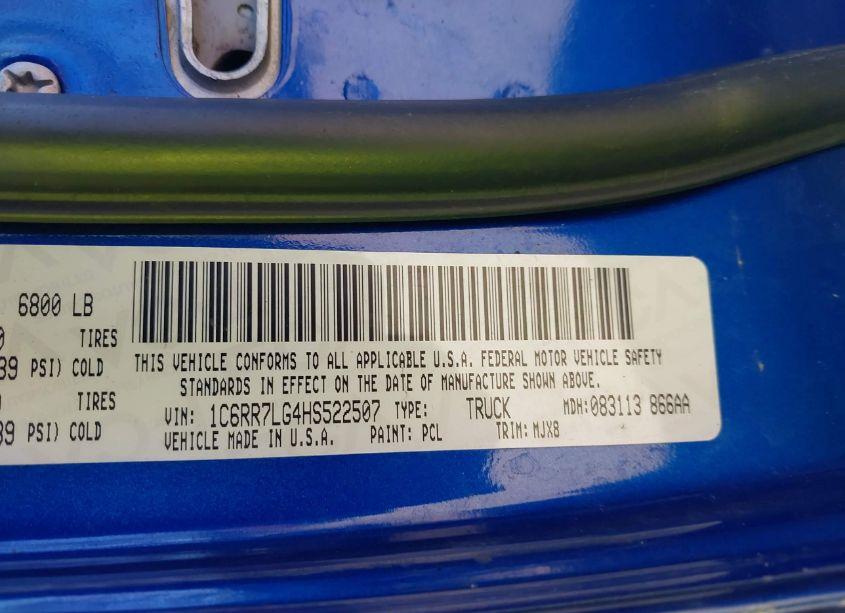 6800 LB
TIRES
39 PSI) COLD
TIRES
39 PSI) COLD
THIS VEHICLE CONFORMS TO ALL APPLICABLE U.S.A. FEDERAL MOTOR VEHICLE SAFETY
STANDARDS IN EFFECT ON THE DATE OF MANUFACTURE SHOWN ABOVE.
VIN: 1C6RR7LG4HS522507 TYPE: TRUCK MDH:083113 866AA
VEHICLE MADE IN U.S.A. PAINT: PCL TRIM: MJX8